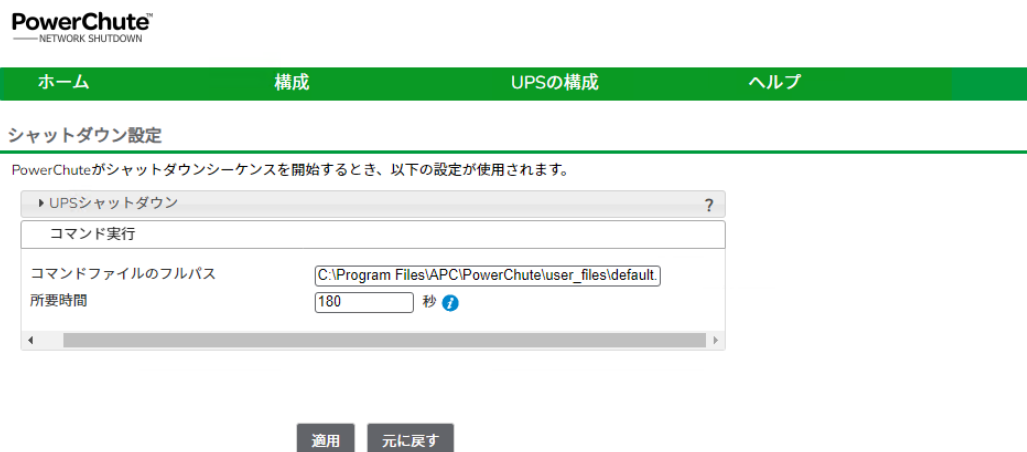 PowerChute™
NETWORK SHUTDOWN
ホーム 構成 UPSの構成 ヘルプ
シャットダウン設定
PowerChuteがシャットダウンシーケンスを開始するとき、以下の設定が使用されます。
UPSシャットダウン ?
コマンド実行
コマンドファイルのフルパス C:\Program Files\APC\PowerChute\user_files\default.
所要時間 180 秒 i
適用 元に戻す